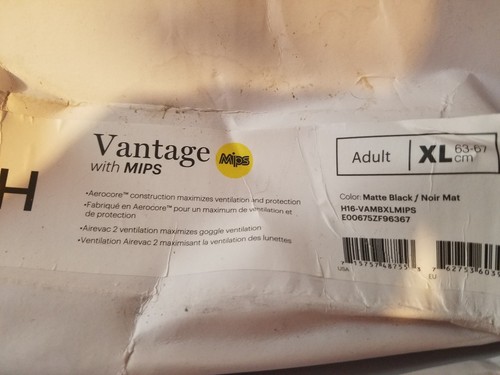 H
Vantage
with MIPS
Mips
•Aerocore™ construction maximizes ventilation and protection
•Fabriqué en Aerocore™ pour un maximum de ventilation et
de protection
•Airevac 2 ventilation maximizes goggle ventilation
•Ventilation Airevac 2 maximisant la ventilation des lunettes
Adult
XL
63-67
cm
Color: Matte Black / Noir Mat
H16-VAMBXLMIPS
E00675ZF96367
USA
EU